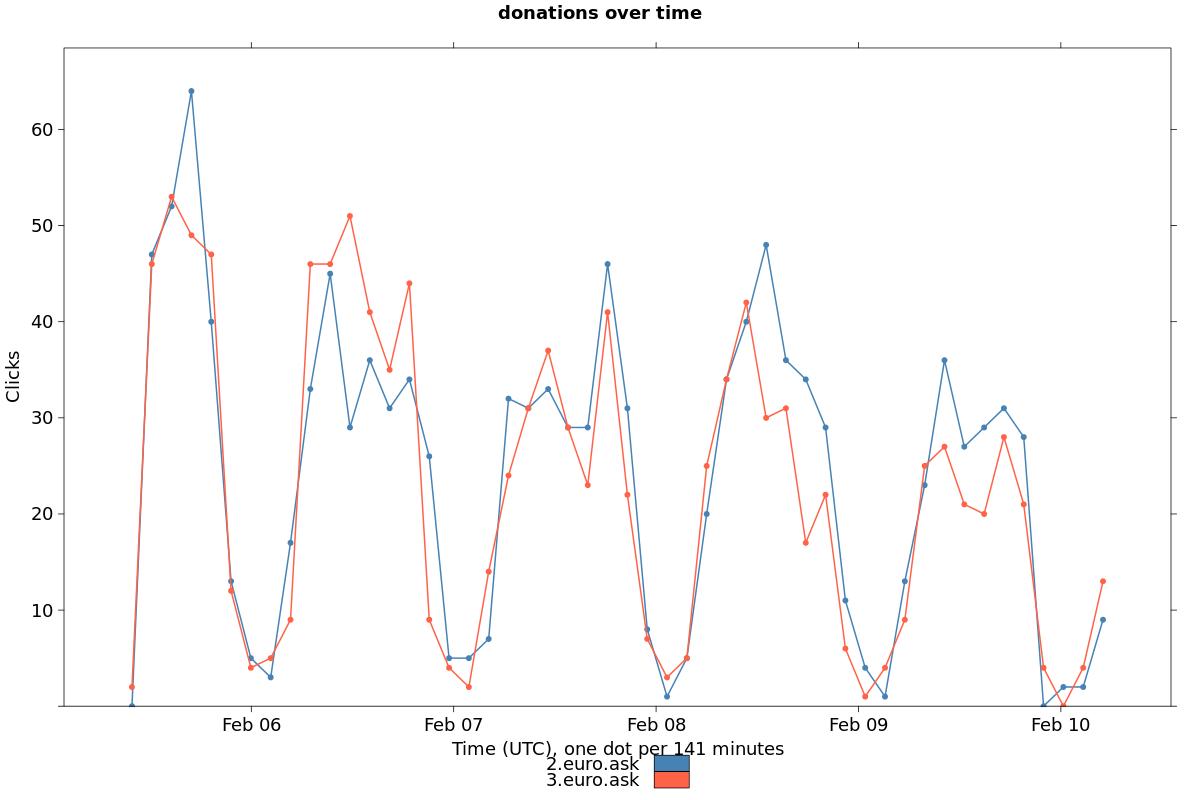 donations over time
60
50
40
30
20
10
Clicks
Feb 06 Feb 07 Feb 08 Feb 09 Feb 10
Time (UTC), one dot per 141 minutes
2.euro.ask
3.euro.ask